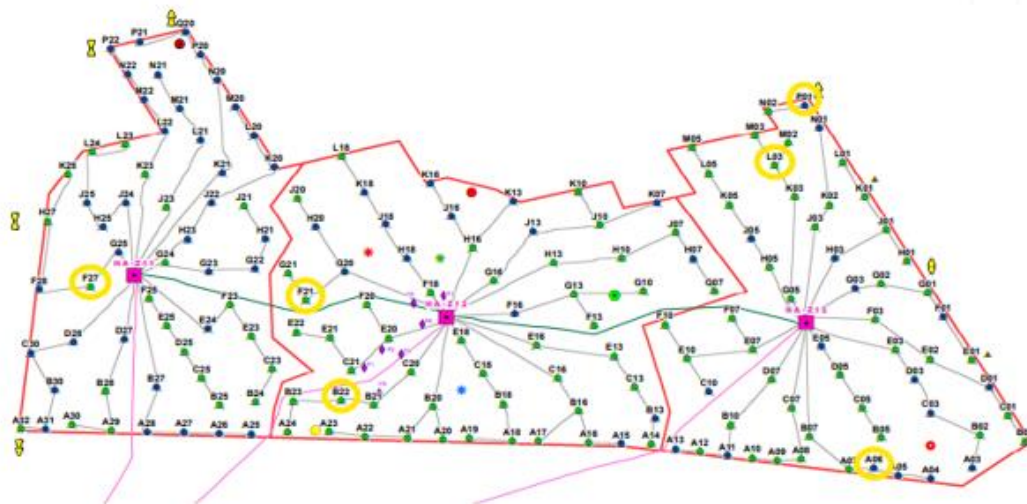 Q20
P22 P21 P20
N22 N21 N20
M22 M21 M20
L22 L21 L20
L24 L23 L18
K26 K23 K21 K20 K18 K16 K13 K10 K07
P01
N02 N01
M05 M03 M02
L05 L03 L01
K05 K03 K02 K01
J25 J24 J23 J22 J21 J20 J18 J16 J13 J10 J07 J05 J03 J01
H27 H25 H23 H21 H20 H18 H16 H13 H10 H07 H05 H03 H01
G25 G24 G23 G22 G21 G20 G16 G13 G10 G07 G05 G03 G02 G01
F28 F27 F25 F23 F21 F20 F18 F16 F13 F10 F07 F03 F01
E25 E24 E23 E22 E21 E20 E18 E16 E13 E10 E07 E05 E03 E02 E01
D28 D27 D25 D07 D05 D03 D01
C30 C25 C23 C21 C20 C18 C16 C13 C10 C07 C05 C03 C01
B30 B28 B27 B25 B24 B23 B22 B21 B20 B18 B16 B13 B10 B07 B05 B02
A32 A31 A30 A29 A28 A27 A26 A25 A24 A23 A22 A21 A20 A19 A18 A17 A16 A15 A14 A13 A12 A11 A10 A09 A08 A07 A06 A05 A04 A03